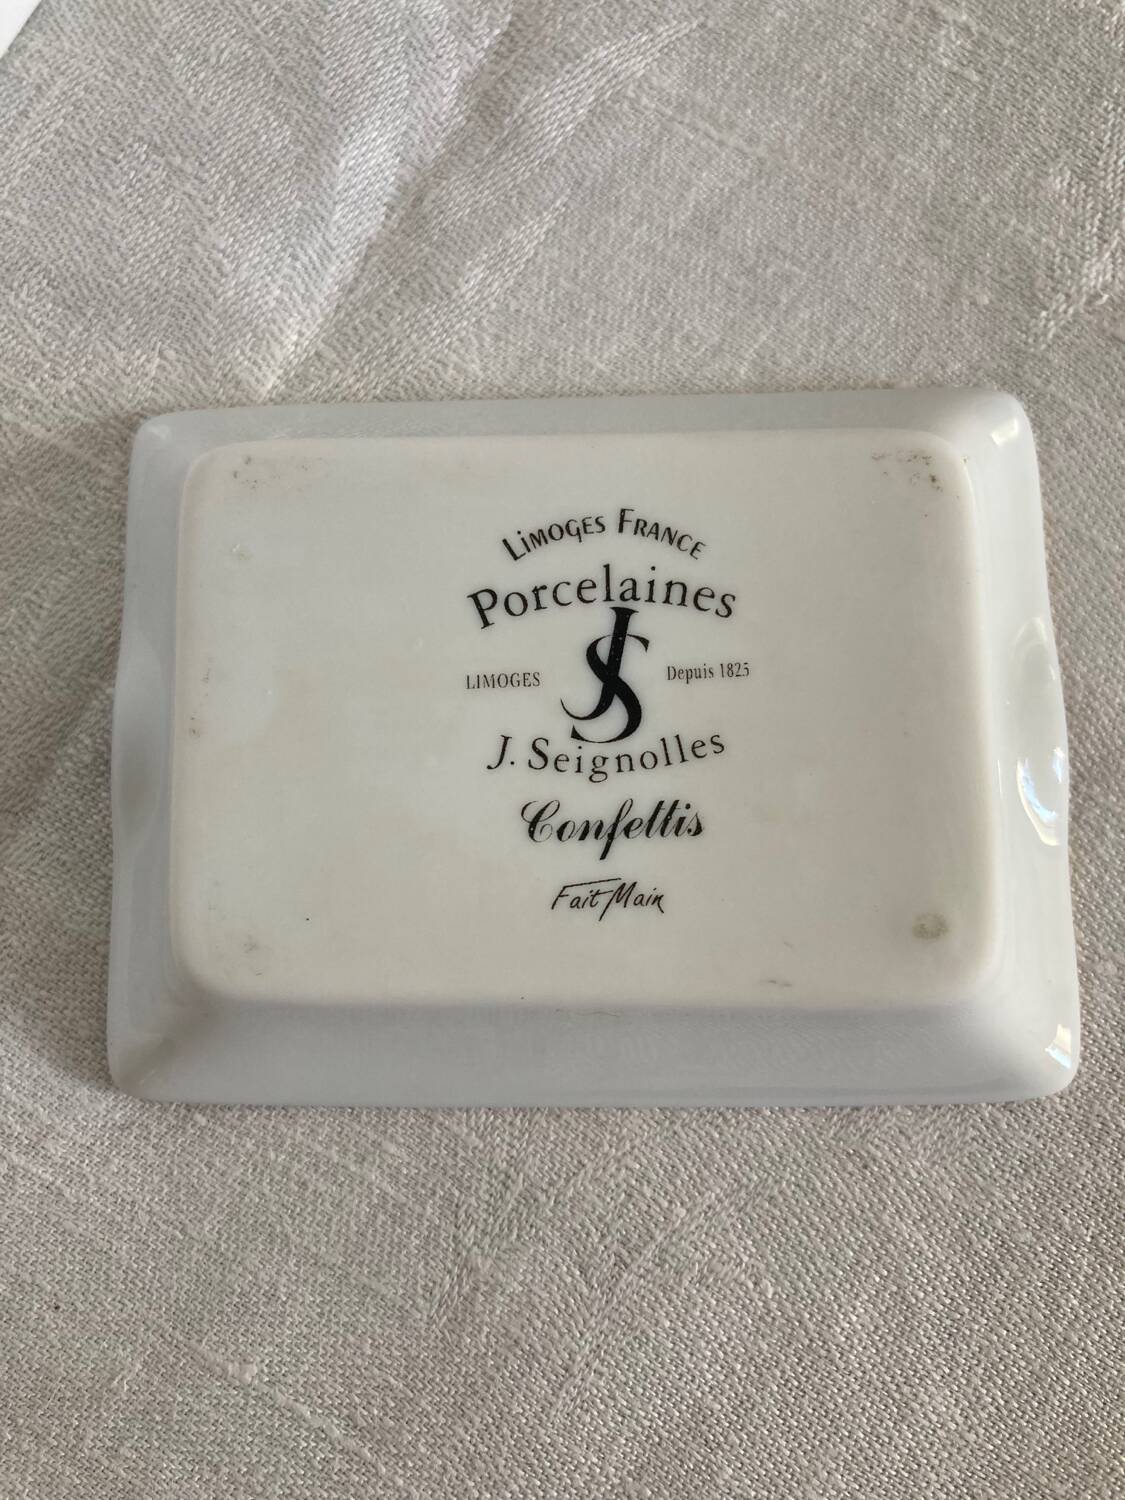 LiMOGES FRANCE
Porcelaines
JS
LIMOGES Depuis 1825
J. Seignolles
Confettis
Fait Main